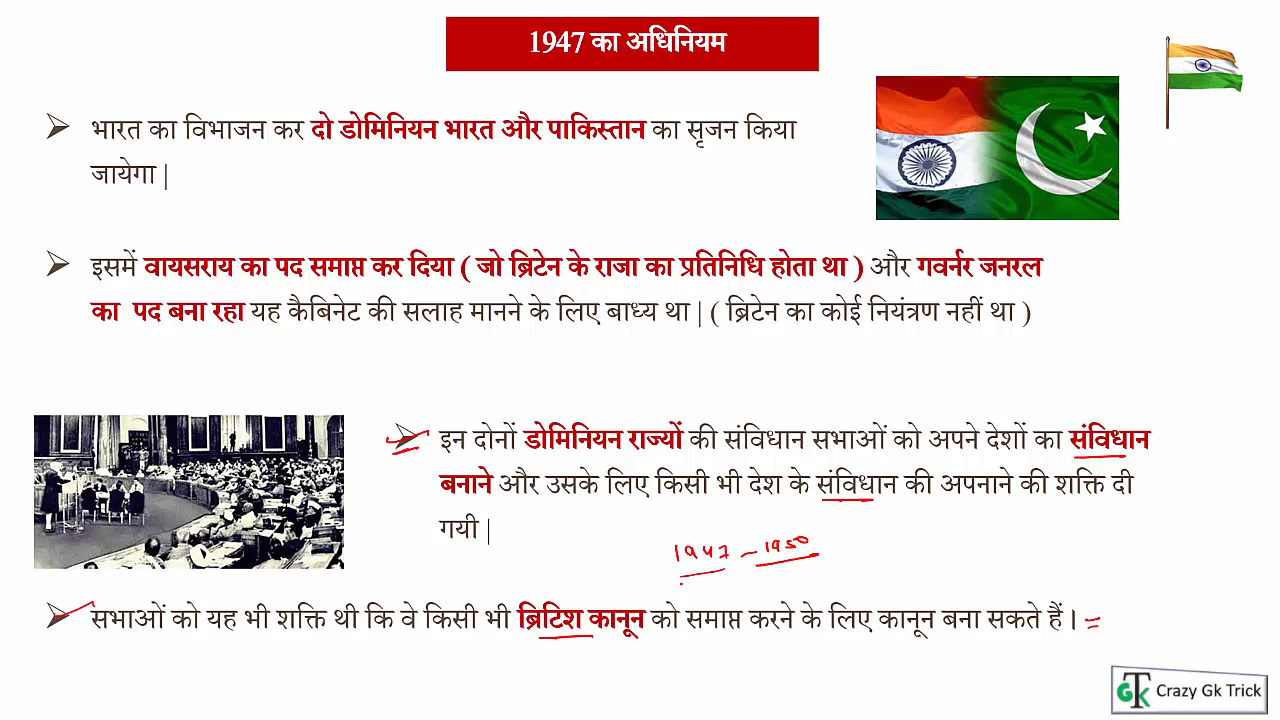 1947 का अधिनियम
भारत का विभाजन कर दो डोमिनियन भारत और पाकिस्तान का सृजन किया
जायेगा |
इसमें वायसराय का पद समाप्त कर दिया ( जो ब्रिटेन के राजा का प्रतिनिधि होता था ) और गवर्नर जनरल
का पद बना रहा यह कैबिनेट की सलाह मानने के लिए बाध्य था | ( ब्रिटेन का कोई नियंत्रण नहीं था )
इन दोनों डोमिनियन राज्यों की संविधान सभाओं को अपने देशों का संविधान
बनाने और उसके लिए किसी भी देश के संविधान की अपनाने की शक्ति दी
गयी |
1947 – 1950
सभाओं को यह भी शक्ति थी कि वे किसी भी ब्रिटिश कानून को समाप्त करने के लिए कानून बना सकते हैं। =
GTK Crazy Gk Trick